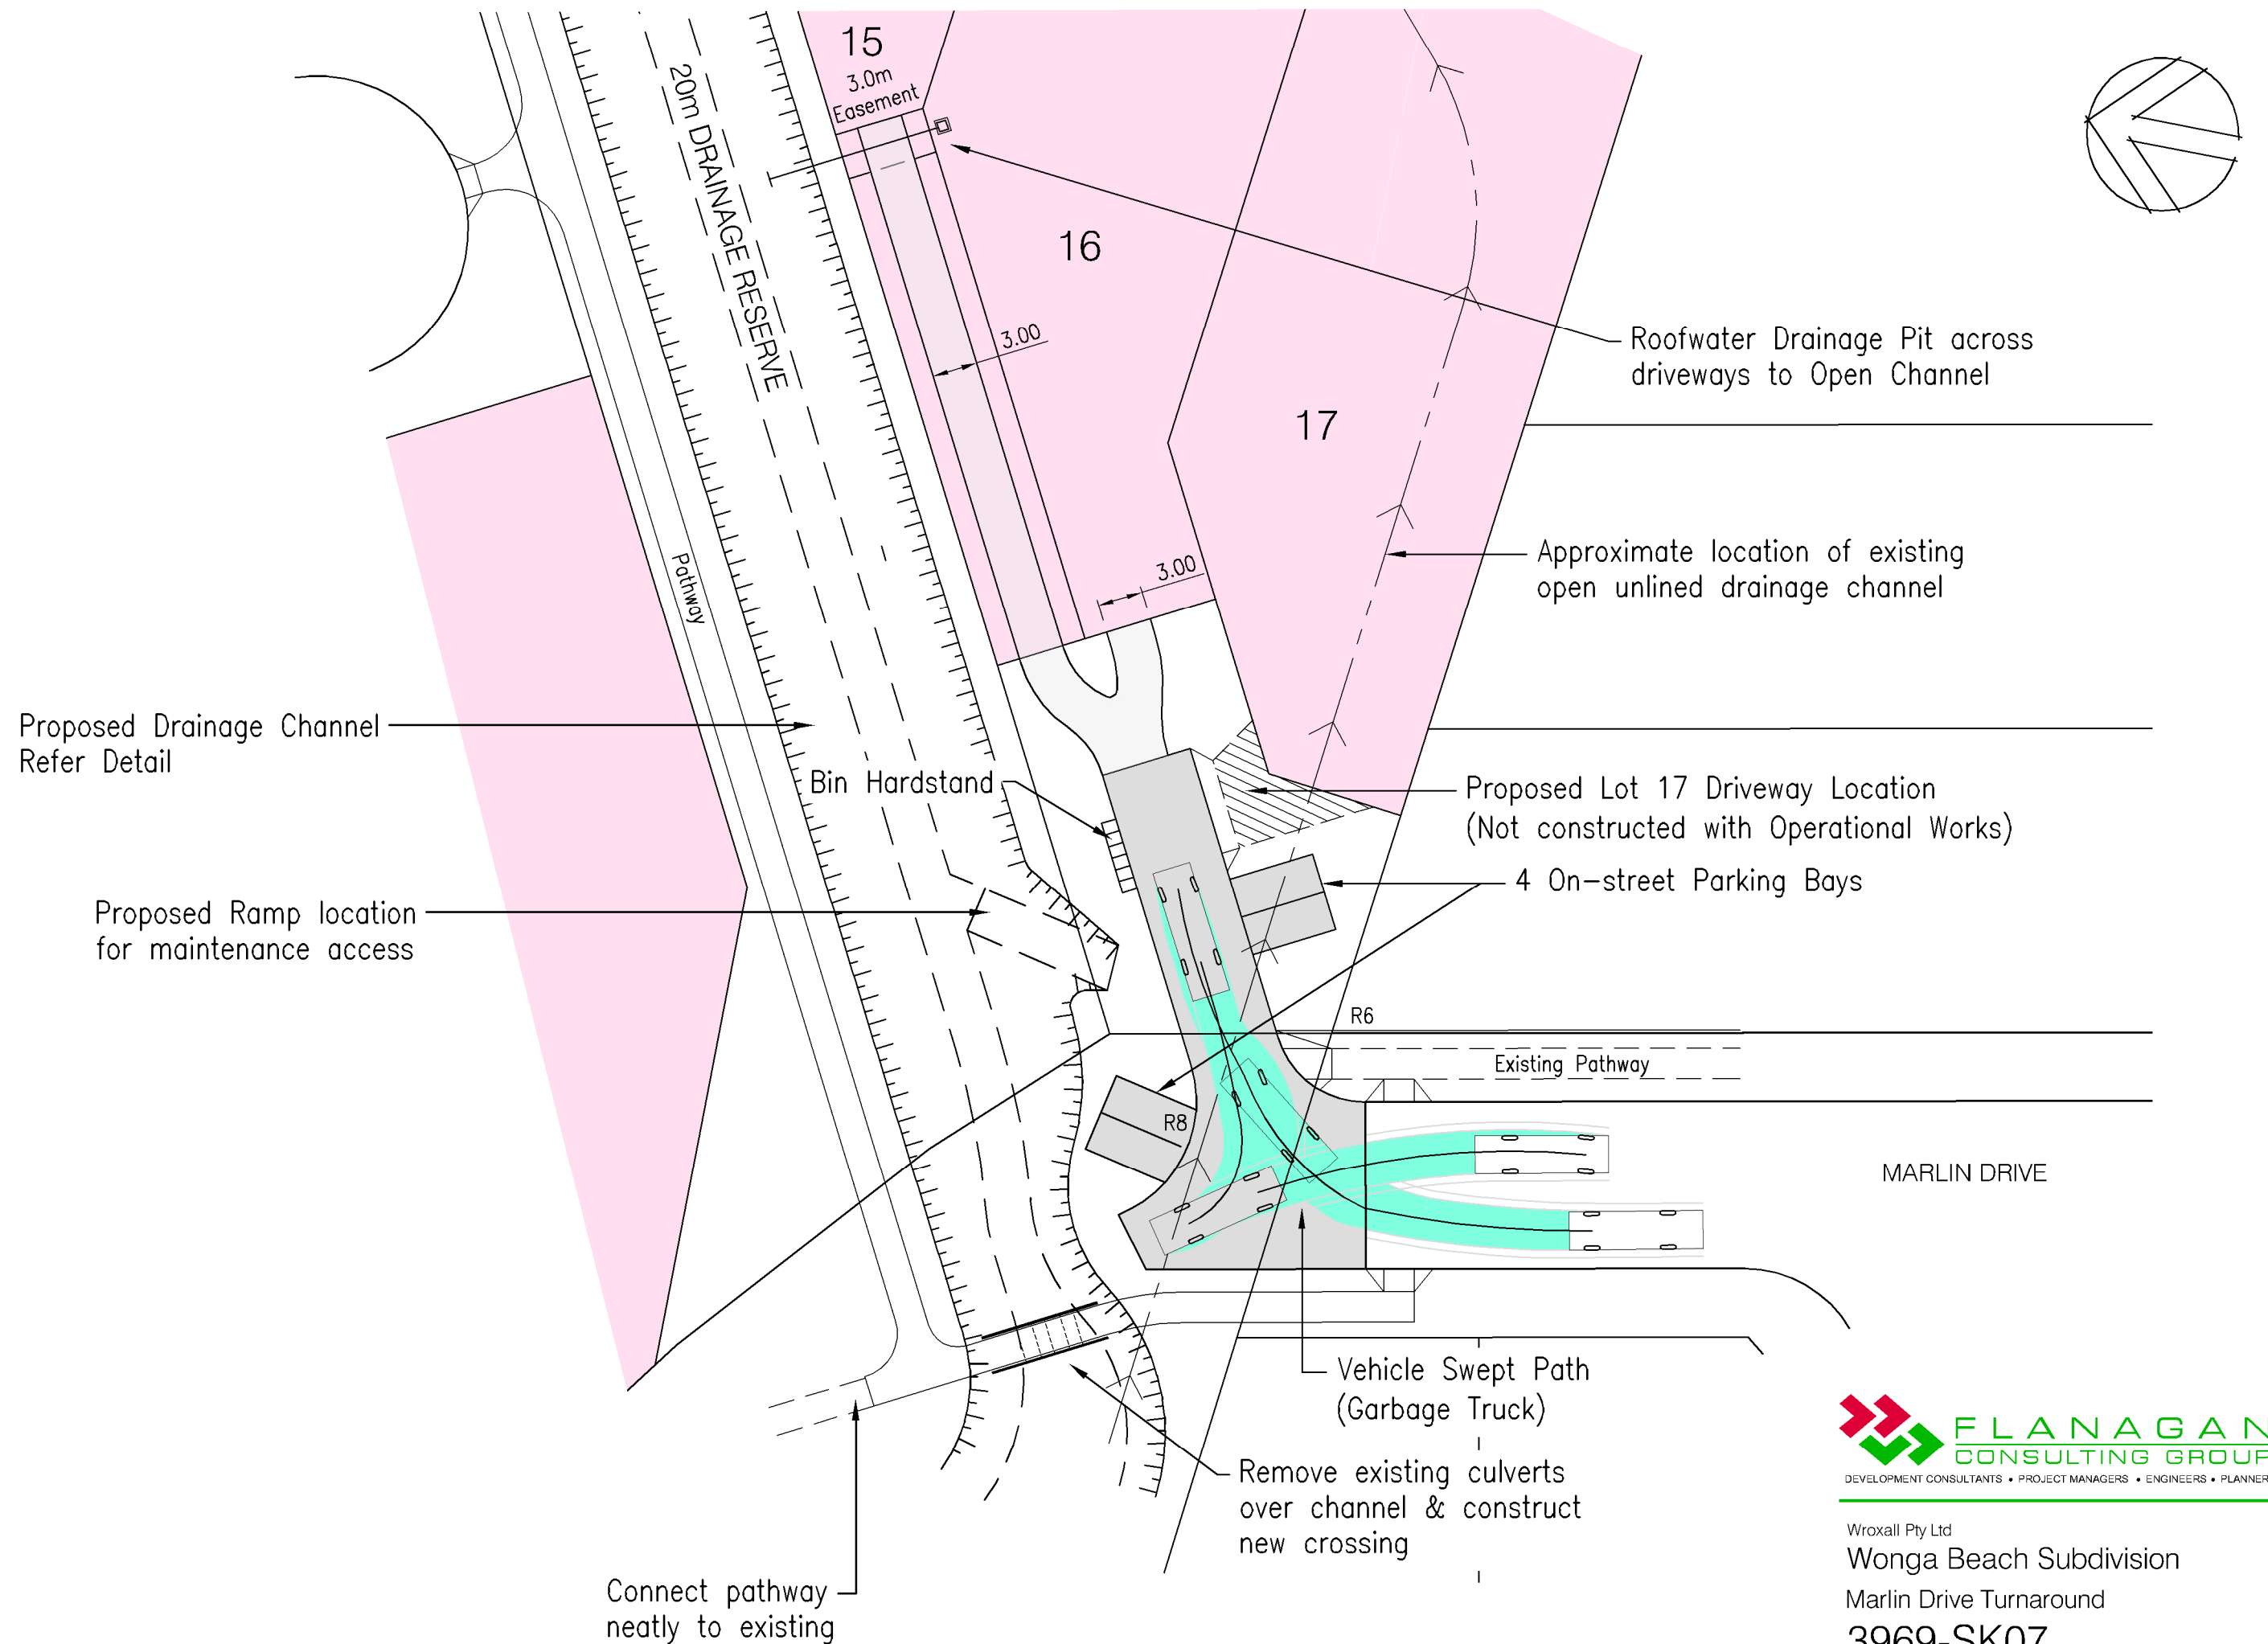 15
3.0m
Easement
20m DRAINAGE RESERVE
16
3.00
17
Roofwater Drainage Pit across
driveways to Open Channel
Pathway
3.00
Approximate location of existing
open unlined drainage channel
Proposed Drainage Channel
Refer Detail
Bin Hardstand
Proposed Lot 17 Driveway Location
(Not constructed with Operational Works)
4 On-street Parking Bays
Proposed Ramp location
for maintenance access
R6
Existing Pathway
R8
MARLIN DRIVE
Vehicle Swept Path
(Garbage Truck)
Remove existing culverts
over channel & construct
new crossing
Connect pathway
neatly to existing
FLANAGAN
CONSULTING GROUP
DEVELOPMENT CONSULTANTS • PROJECT MANAGERS • ENGINEERS • PLANNER
Wroxall Pty Ltd
Wonga Beach Subdivision
Marlin Drive Turnaround
3969-SK07